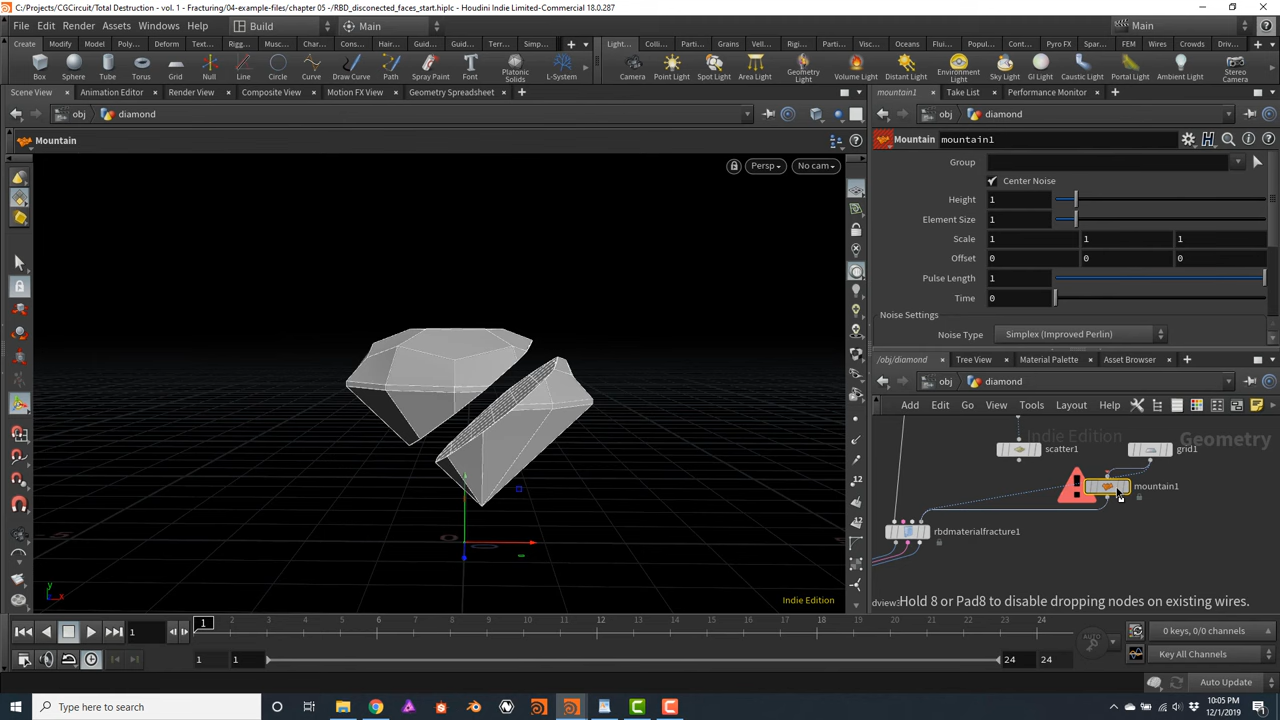 C:/Projects/CGCircuit/Total Destruction - vol. 1 - Fracturing/04-example-files/chapter 05 -/RBD_disconected_faces_start.hiplc - Houdini Indie Limited-Commercial 18.0.287
File Edit Render Assets Windows Help Build Main Main
Create Modify Model Poly... Deform Text... Rigg... Musc... Char... Cons... Hair... Guid... Guid... Terr... Simp... Light... Colli... Parti... Grains Vell... Rigi... Parti... Visc... Oceans Flui... Popul... Cont... Pyro FX Spar... FEM Wires Crowds Driv...
Box Sphere Tube Torus Grid Null Line Circle Curve Draw Curve Path Spray Paint Font Platonic Solids L-System Camera Point Light Spot Light Area Light Geometry Light Volume Light Distant Light Environment Light Sky Light GI Light Caustic Light Portal Light Ambient Light Stereo Camera
Scene View Animation Editor Render View Composite View Motion FX View Geometry Spreadsheet mountain1 Take List Performance Monitor
obj diamond obj diamond
Mountain Mountain mountain1
Persp No cam
Group
Center Noise
Height 1
Element Size 1
Scale 1 1 1
Offset 0 0 0
Pulse Length 1
Time 0
Noise Settings
Noise Type Simplex (Improved Perlin)
/obj/diamond Tree View Material Palette Asset Browser
obj diamond
Add Edit Go View Tools Layout Help
Indie Edition Geometry
scatter1 grid1
mountain1
rbdmaterialfracture1
Hold 8 or Pad8 to disable dropping nodes on existing wires.
12
y
x
Indie Edition
1 1 2 4 6 8 10 12 13 14 15 16 17 18 19 20 21 22 23 24
1 1 24 24
AUTO
0 keys, 0/0 channels
Key All Channels
Auto Update
Type here to search
10:05 PM
12/1/2019